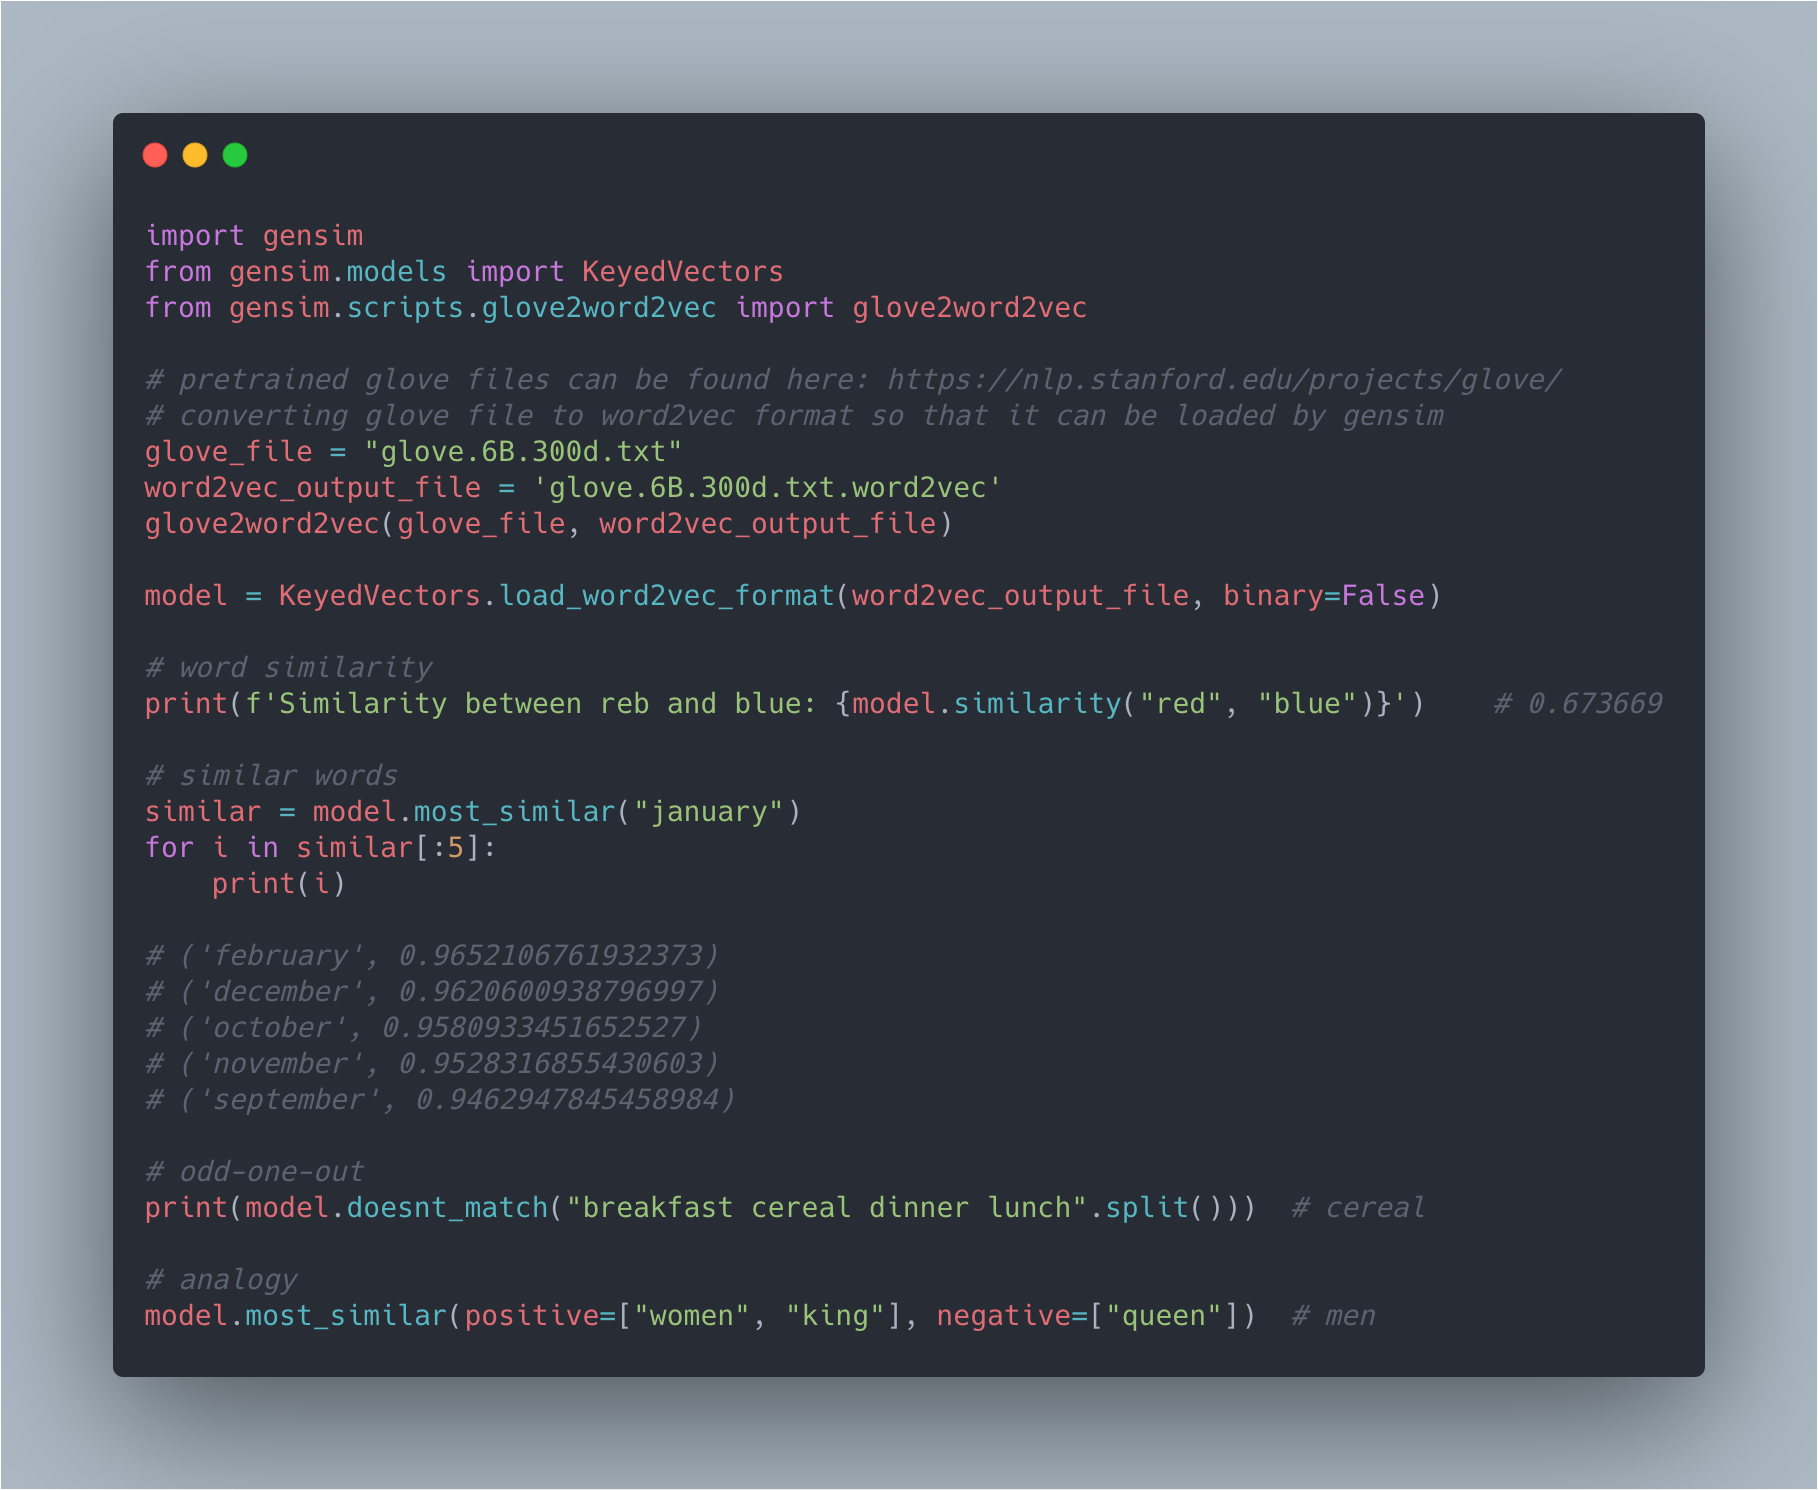 import gensim
from gensim.models import KeyedVectors
from gensim.scripts.glove2word2vec import glove2word2vec

# pretrained glove files can be found here: https://nlp.stanford.edu/projects/glove/
# converting glove file to word2vec format so that it can be loaded by gensim
glove_file = "glove.6B.300d.txt"
word2vec_output_file = 'glove.6B.300d.txt.word2vec'
glove2word2vec(glove_file, word2vec_output_file)

model = KeyedVectors.load_word2vec_format(word2vec_output_file, binary=False)

# word similarity
print(f'Similarity between reb and blue: {model.similarity("red", "blue")}')    # 0.673669

# similar words
similar = model.most_similar("january")
for i in similar[:5]:
    print(i)

# ('february', 0.9652106761932373)
# ('december', 0.9620600938796997)
# ('october', 0.9580933451652527)
# ('november', 0.9528316855430603)
# ('september', 0.9462947845458984)

# odd-one-out
print(model.doesnt_match("breakfast cereal dinner lunch".split()))  # cereal

# analogy
model.most_similar(positive=["women", "king"], negative=["queen"])  # men